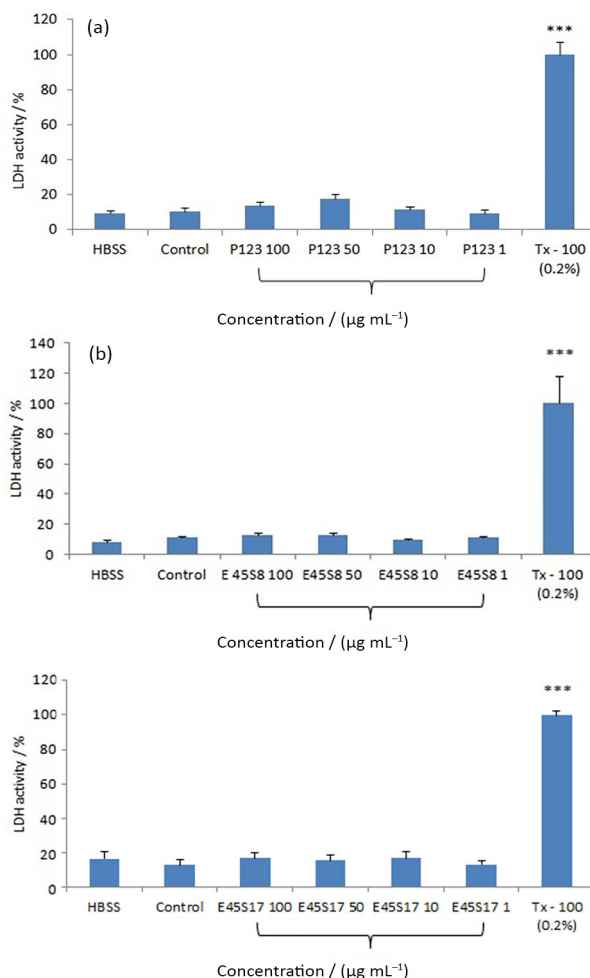 (a)
120
100
80
60
40
20
0
LDH activity / %
***
HBSS Control P123 100 P123 50 P123 10 P123 1 Tx - 100
(0.2%)
Concentration / (µg mL⁻¹)
(b)
140
120
100
80
60
40
20
0
LDH activity / %
***
HBSS Control E 45S8 100 E45S8 50 E45S8 10 E45S8 1 Tx - 100
(0.2%)
Concentration / (µg mL⁻¹)
120
100
80
60
40
20
0
LDH activity / %
***
HBSS Control E45S17 100 E45S17 50 E45S17 10 E45S17 1 Tx - 100
(0.2%)
Concentration / (µg mL⁻¹)